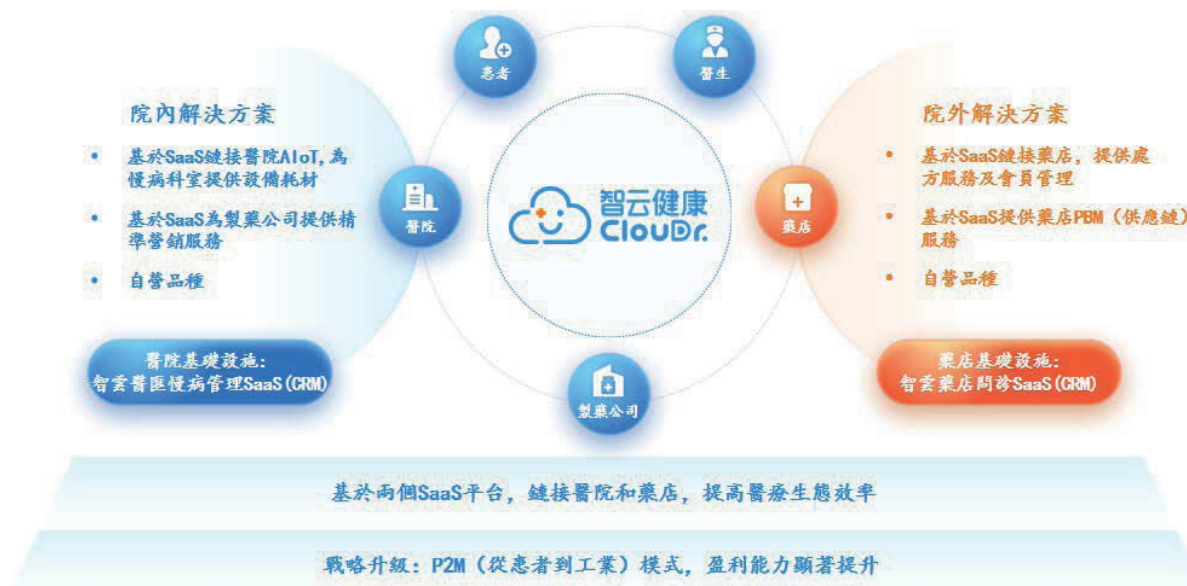 患者
醫生
院內解決方案
• 基於SaaS鏈接醫院AIoT,為
慢病科室提供設備耗材
• 基於SaaS為製藥公司提供精
準營銷服務
• 自營品種
醫院
智云健康
ClouDr.
藥店
院外解決方案
• 基於SaaS鏈接藥店，提供處
方服務及會員管理
• 基於SaaS提供藥店PBM（供應鏈）
服務
• 自營品種
醫院基礎設施:
智雲醫匯慢病管理SaaS(CRM)
製藥公司
藥店基礎設施:
智雲藥店問診SaaS(CRM)
基於兩個SaaS平台，鏈接醫院和藥店，提高醫療生態效率
戰略升級：P2M（從患者到工業）模式，盈利能力顯著提升